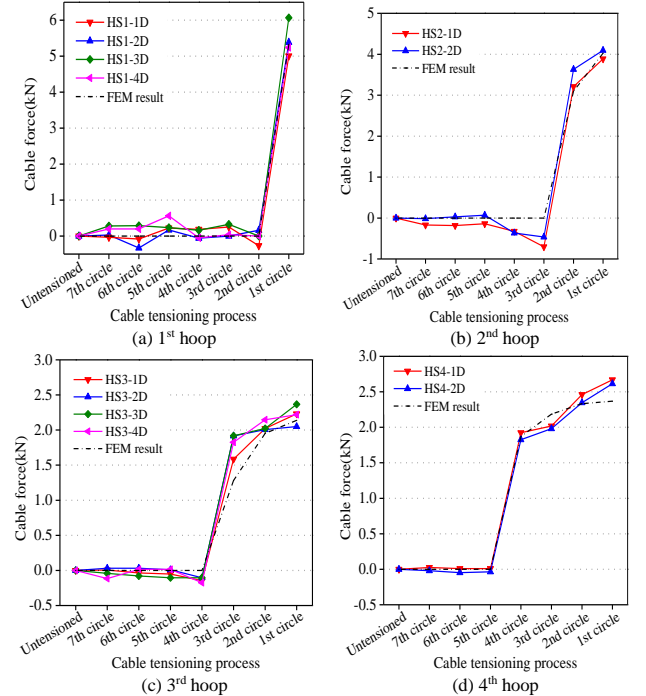 6
5
4
3
2
1
0
Cable force(kN)
HS1-1D
HS1-2D
HS1-3D
HS1-4D
FEM result
Untensioned
7th circle
6th circle
5th circle
4th circle
3rd circle
2nd circle
1st circle
Cable tensioning process
(a) 1st hoop
5
4
3
2
1
0
-1
Cable force(kN)
HS2-1D
HS2-2D
FEM result
Untensioned
7th circle
6th circle
5th circle
4th circle
3rd circle
2nd circle
1st circle
Cable tensioning process
(b) 2nd hoop
3.0
2.5
2.0
1.5
1.0
0.5
0.0
-0.5
Cable force(kN)
HS3-1D
HS3-2D
HS3-3D
HS3-4D
FEM result
Untensioned
7th circle
6th circle
5th circle
4th circle
3rd circle
2nd circle
1st circle
Cable tensioning process
(c) 3rd hoop
3.0
2.5
2.0
1.5
1.0
0.5
0.0
-0.5
Cable force(kN)
HS4-1D
HS4-2D
FEM result
Untensioned
7th circle
6th circle
5th circle
4th circle
3rd circle
2nd circle
1st circle
Cable tensioning process
(d) 4th hoop